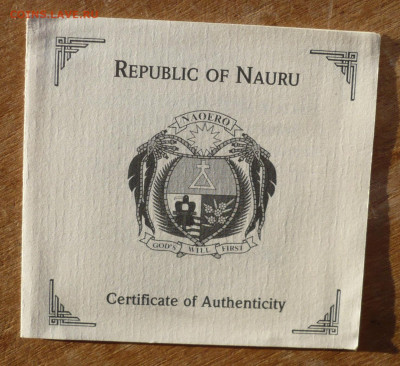 REPUBLIC OF NAURU
NAOERO
GOD'S WILL FIRST
Certificate of Authenticity